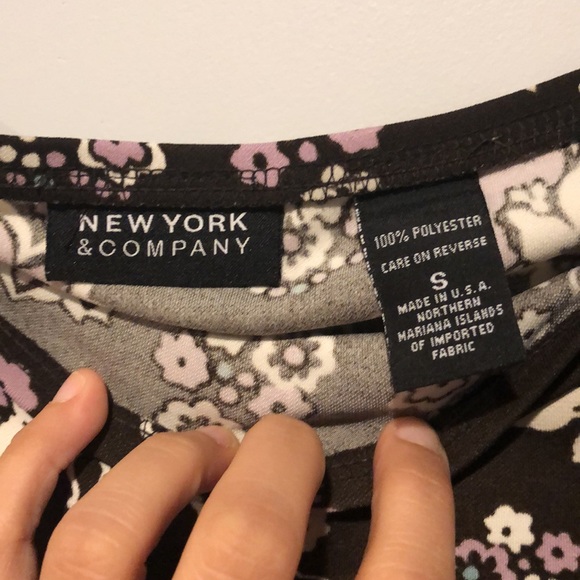 NEW YORK
& COMPANY
100% POLYESTER
CARE ON REVERSE
S
MADE IN U.S.A.
NORTHERN
MARIANA ISLANDS
OF IMPORTED
FABRIC